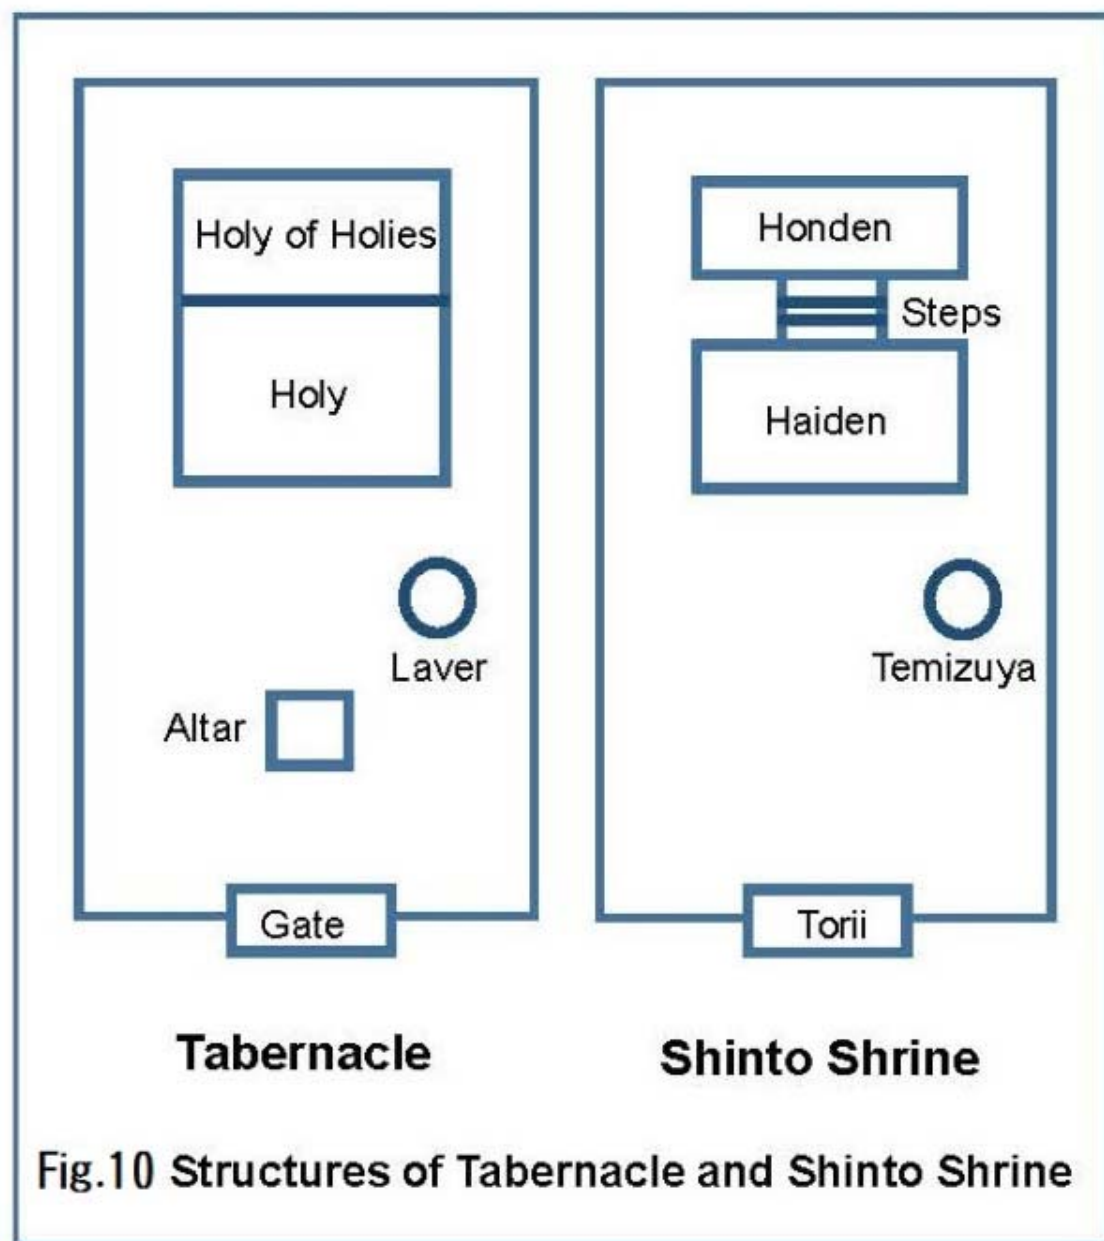 Holy of Holies
Holy
Laver
Altar
Gate
Tabernacle
Honden
Steps
Haiden
Temizuya
Torii
Shinto Shrine
Fig.10 Structures of Tabernacle and Shinto Shrine